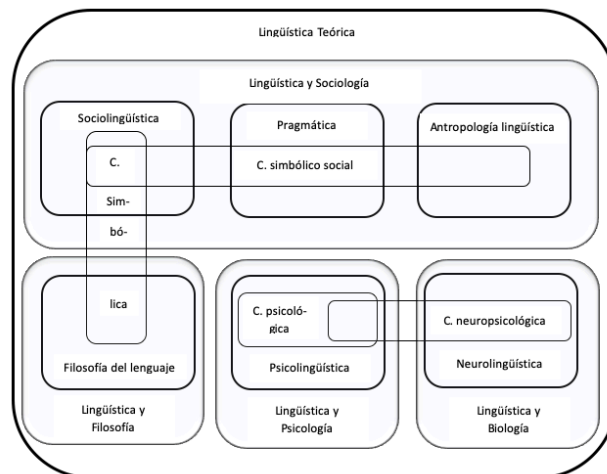 Lingüística Teórica
Lingüística y Sociología
Sociolingüística
Pragmática
Antropología lingüística
C.
C. simbólico social
Sim-
bó-
lica
Filosofía del lenguaje
Lingüística y
Filosofía
C. psicoló-
gica
Psicolingüística
Lingüística y
Psicología
C. neuropsicológica
Neurolingüística
Lingüística y
Biología